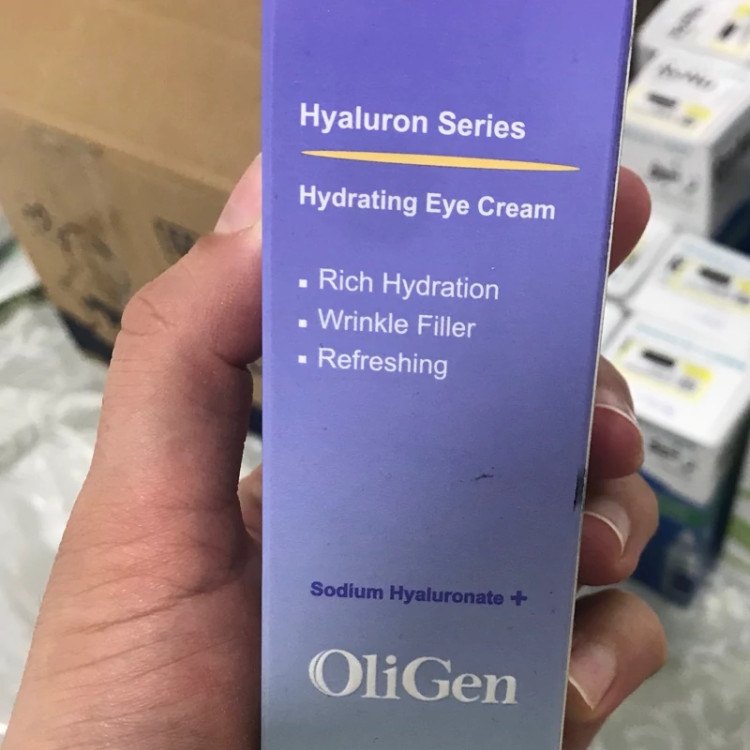 Hyaluron Series
Hydrating Eye Cream
▪ Rich Hydration
▪ Wrinkle Filler
▪ Refreshing
Sodium Hyaluronate +
OliGen